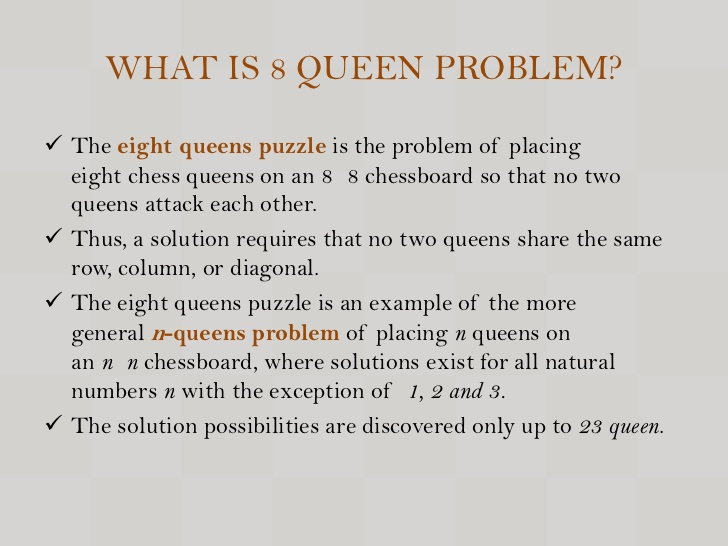 WHAT IS 8 QUEEN PROBLEM?
✓ The eight queens puzzle is the problem of placing
eight chess queens on an 8 8 chessboard so that no two
queens attack each other.
✓ Thus, a solution requires that no two queens share the same
row, column, or diagonal.
✓ The eight queens puzzle is an example of the more
general n-queens problem of placing n queens on
an n n chessboard, where solutions exist for all natural
numbers n with the exception of 1, 2 and 3.
✓ The solution possibilities are discovered only up to 23 queen.